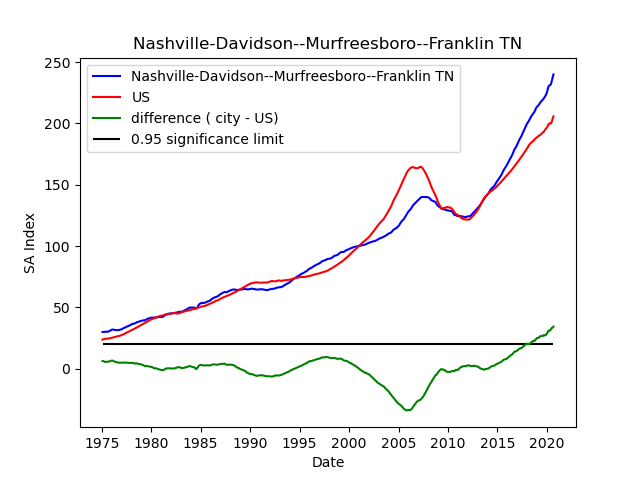 Nashville-Davidson--Murfreesboro--Franklin TN
250
200
150
100
50
0
SA Index
Nashville-Davidson--Murfreesboro--Franklin TN
US
difference ( city - US)
0.95 significance limit
1975 1980 1985 1990 1995 2000 2005 2010 2015 2020
Date